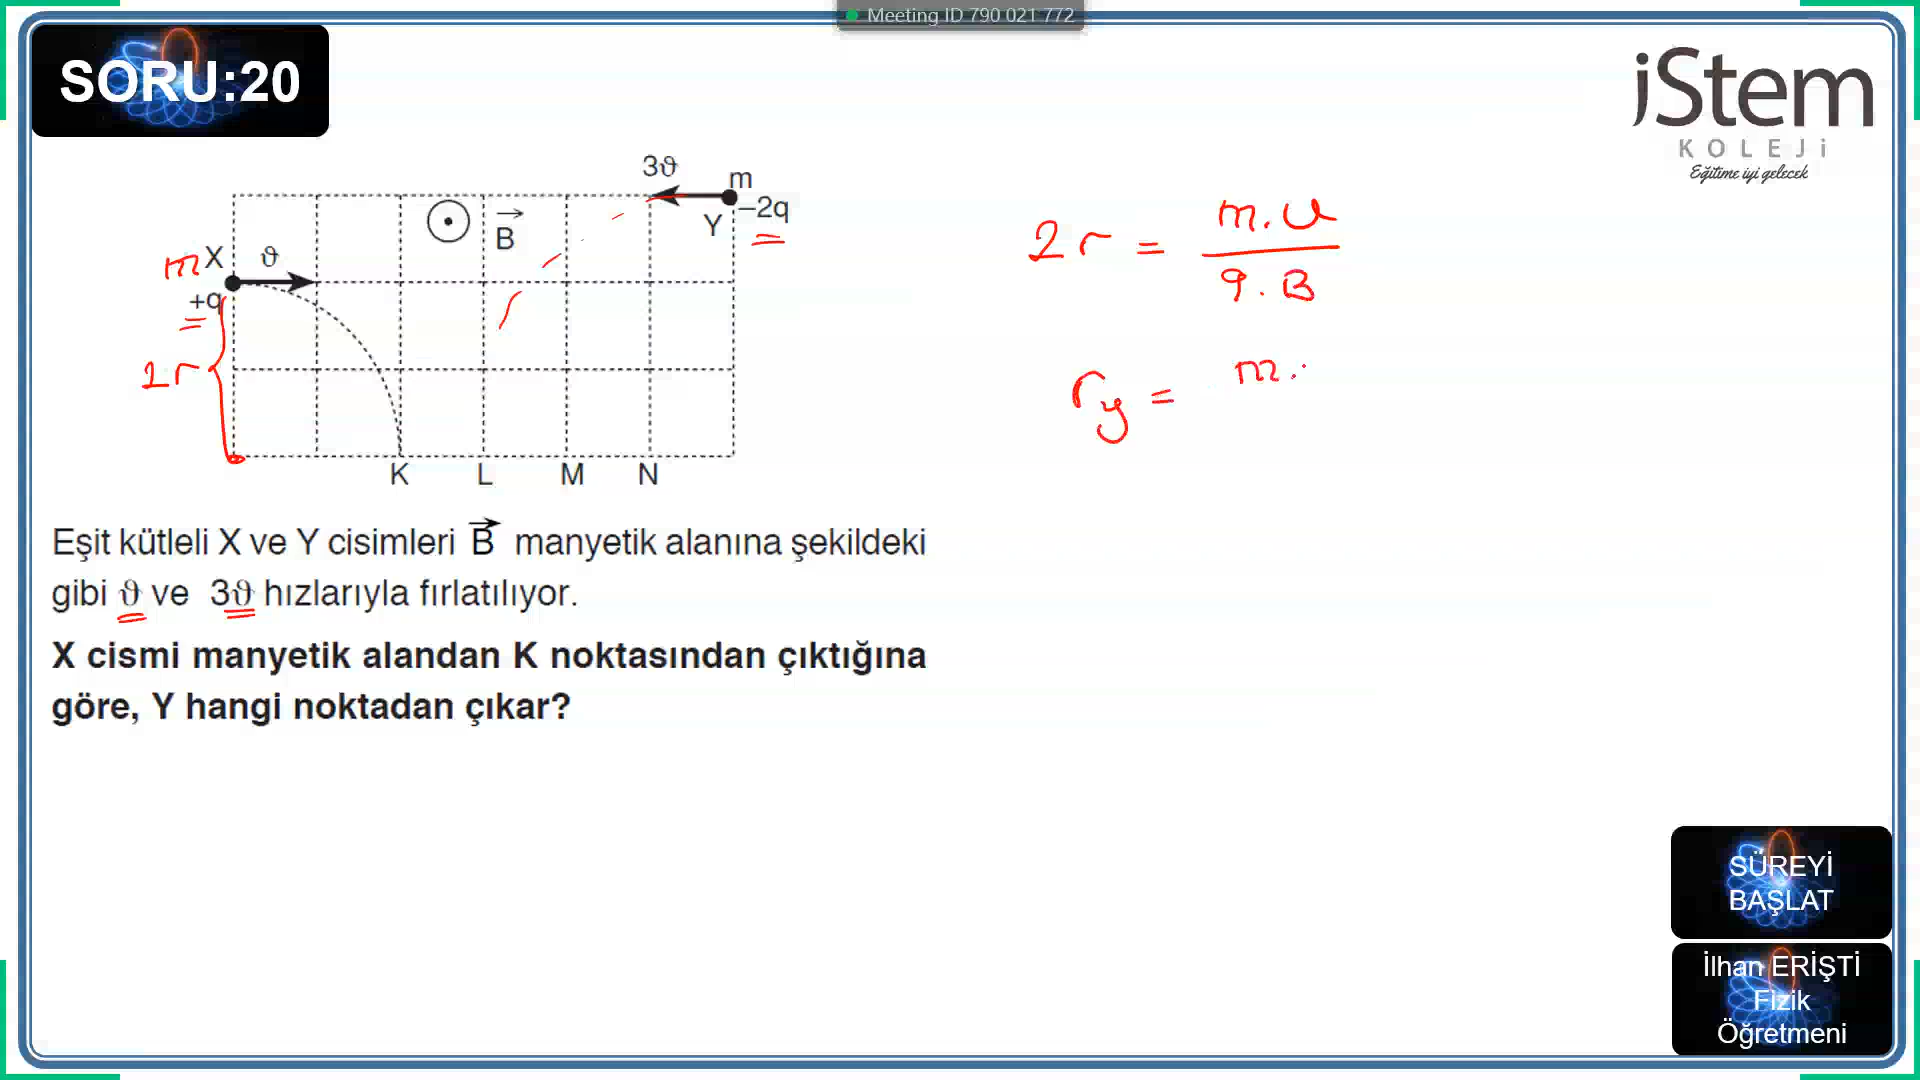 Meeting ID 790 021 772
SORU:20
iStem
KOLEJi
Eğitime iyi gelecek
3ϑ
m
−2q
Y
B
m X ϑ
+q
2r
K L M N
2r = m.υ / q.B
r_y = m.
Eşit kütleli X ve Y cisimleri B manyetik alanına şekildeki
gibi ϑ ve 3ϑ hızlarıyla fırlatılıyor.
X cismi manyetik alandan K noktasından çıktığına
göre, Y hangi noktadan çıkar?
SÜREYİ
BAŞLAT
İlhan ERİŞTİ
Fizik
Öğretmeni